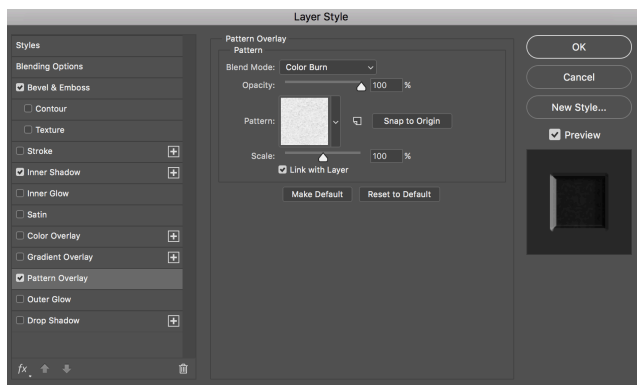 Layer Style
Styles
Blending Options
Bevel & Emboss
Contour
Texture
Stroke
Inner Shadow
Inner Glow
Satin
Color Overlay
Gradient Overlay
Pattern Overlay
Outer Glow
Drop Shadow
fx
Pattern Overlay
Pattern
Blend Mode: Color Burn
Opacity: 100 %
Pattern: Snap to Origin
Scale: 100 %
Link with Layer
Make Default Reset to Default
OK
Cancel
New Style...
Preview